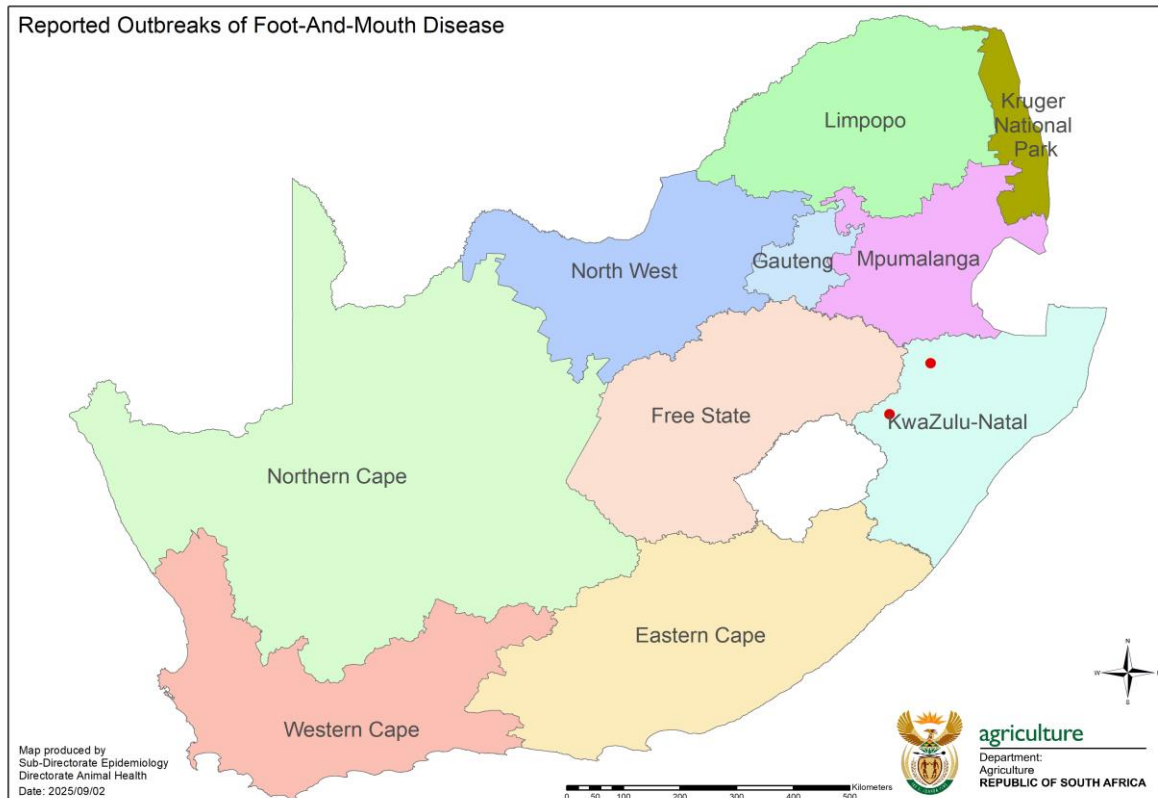 Reported Outbreaks of Foot-And-Mouth Disease
Kruger
National
Park
Limpopo
North West
Gauteng
Mpumalanga
Free State
KwaZulu-Natal
Northern Cape
Eastern Cape
Western Cape
N
W
S
Map produced by
Sub-Directorate Epidemiology
Directorate Animal Health
Date: 2025/09/02
Kilometers
0 50 100 200 300 400 500
agriculture
Department:
Agriculture
REPUBLIC OF SOUTH AFRICA